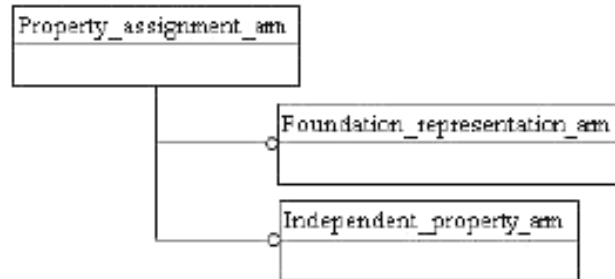 Property_assignment_arm
Foundation_representation_arm
Independent_property_arm